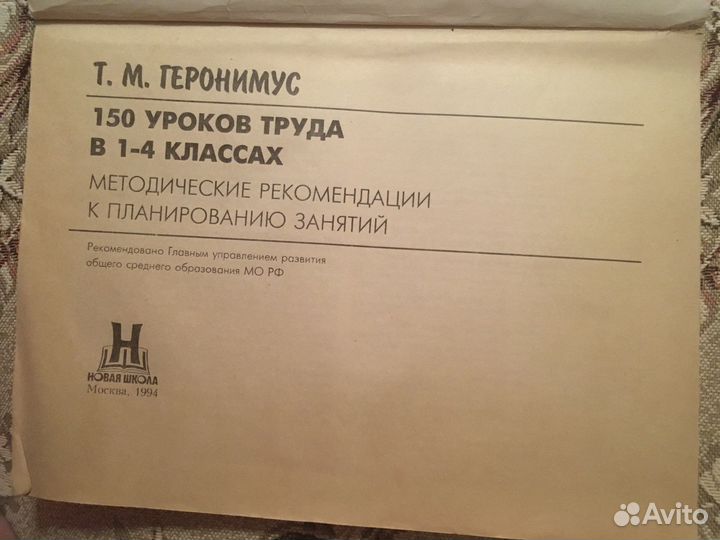 Т. М. ГЕРОНИМУС
150 УРОКОВ ТРУДА
В 1-4 КЛАССАХ
МЕТОДИЧЕСКИЕ РЕКОМЕНДАЦИИ
К ПЛАНИРОВАНИЮ ЗАНЯТИЙ
Рекомендовано Главным управлением развития
общего среднего образования МО РФ
Н
НОВАЯ ШКОЛА
Москва, 1994
Avito